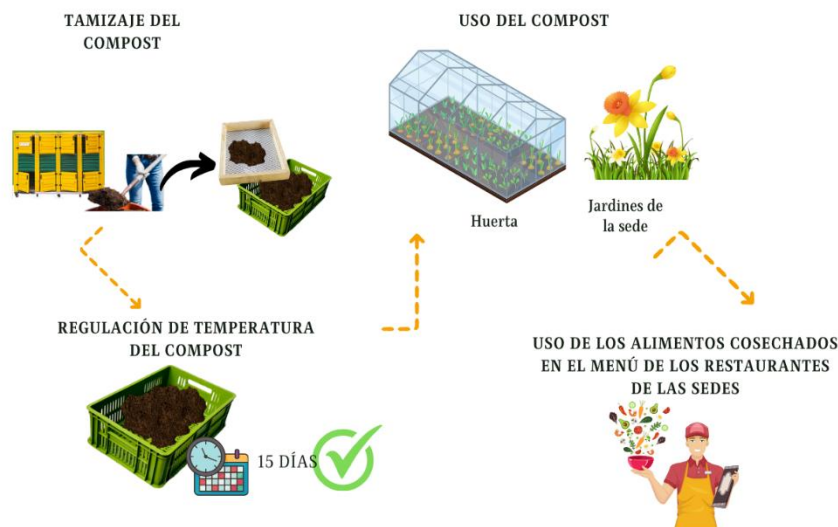 TAMIZAJE DEL
COMPOST
USO DEL COMPOST
Huerta
Jardines de
la sede
REGULACIÓN DE TEMPERATURA
DEL COMPOST
15 DÍAS
USO DE LOS ALIMENTOS COSECHADOS
EN EL MENÚ DE LOS RESTAURANTES
DE LAS SEDES